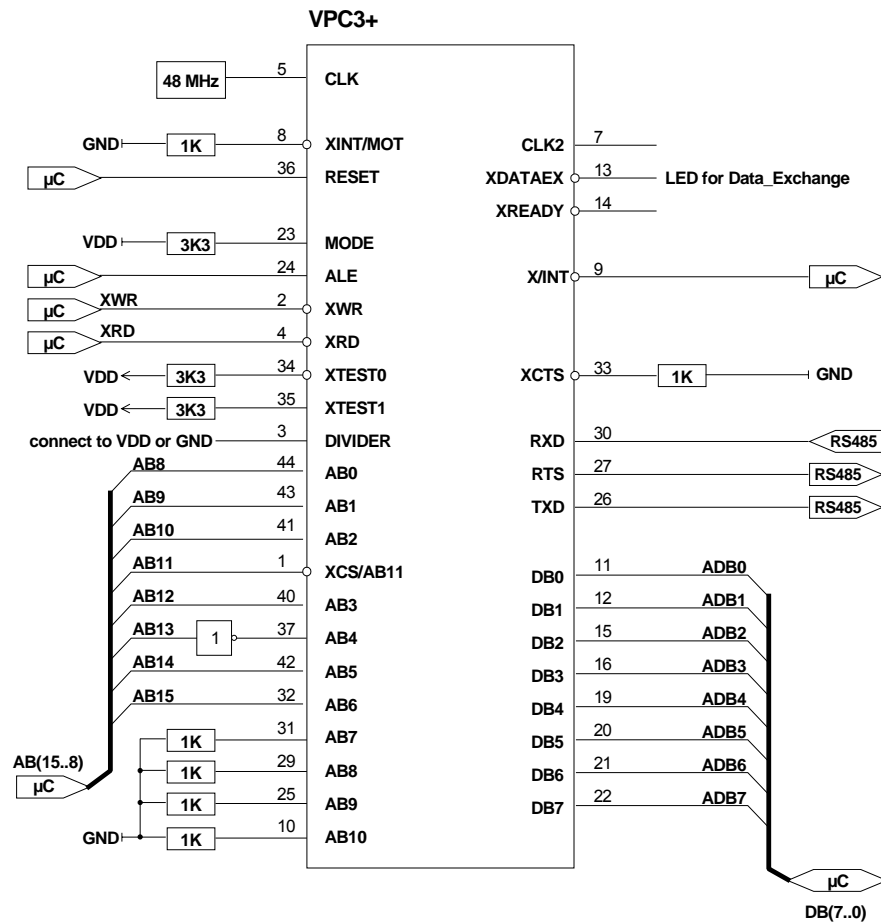 VPC3+
48 MHz 5 CLK
GND 1K 8 XINT/MOT
CLK2 7
µC 36 RESET
XDATAEX 13 LED for Data_Exchange
XREADY 14
VDD 3K3 23 MODE
µC 24 ALE
X/INT 9 µC
µC XWR 2 XWR
µC XRD 4 XRD
VDD 3K3 34 XTEST0
XCTS 33 1K GND
VDD 3K3 35 XTEST1
connect to VDD or GND 3 DIVIDER
RXD 30 RS485
AB8 44 AB0
RTS 27 RS485
AB9 43 AB1
TXD 26 RS485
AB10 41 AB2
AB11 1 XCS/AB11
DB0 11 ADB0
AB12 40 AB3
DB1 12 ADB1
AB13 1 37 AB4
DB2 15 ADB2
AB14 42 AB5
DB3 16 ADB3
AB15 32 AB6
DB4 19 ADB4
31 AB7
1K
DB5 20 ADB5
AB(15..8)
µC
1K 29 AB8
DB6 21 ADB6
1K 25 AB9
DB7 22 ADB7
GND 1K 10 AB10
µC
DB(7..0)